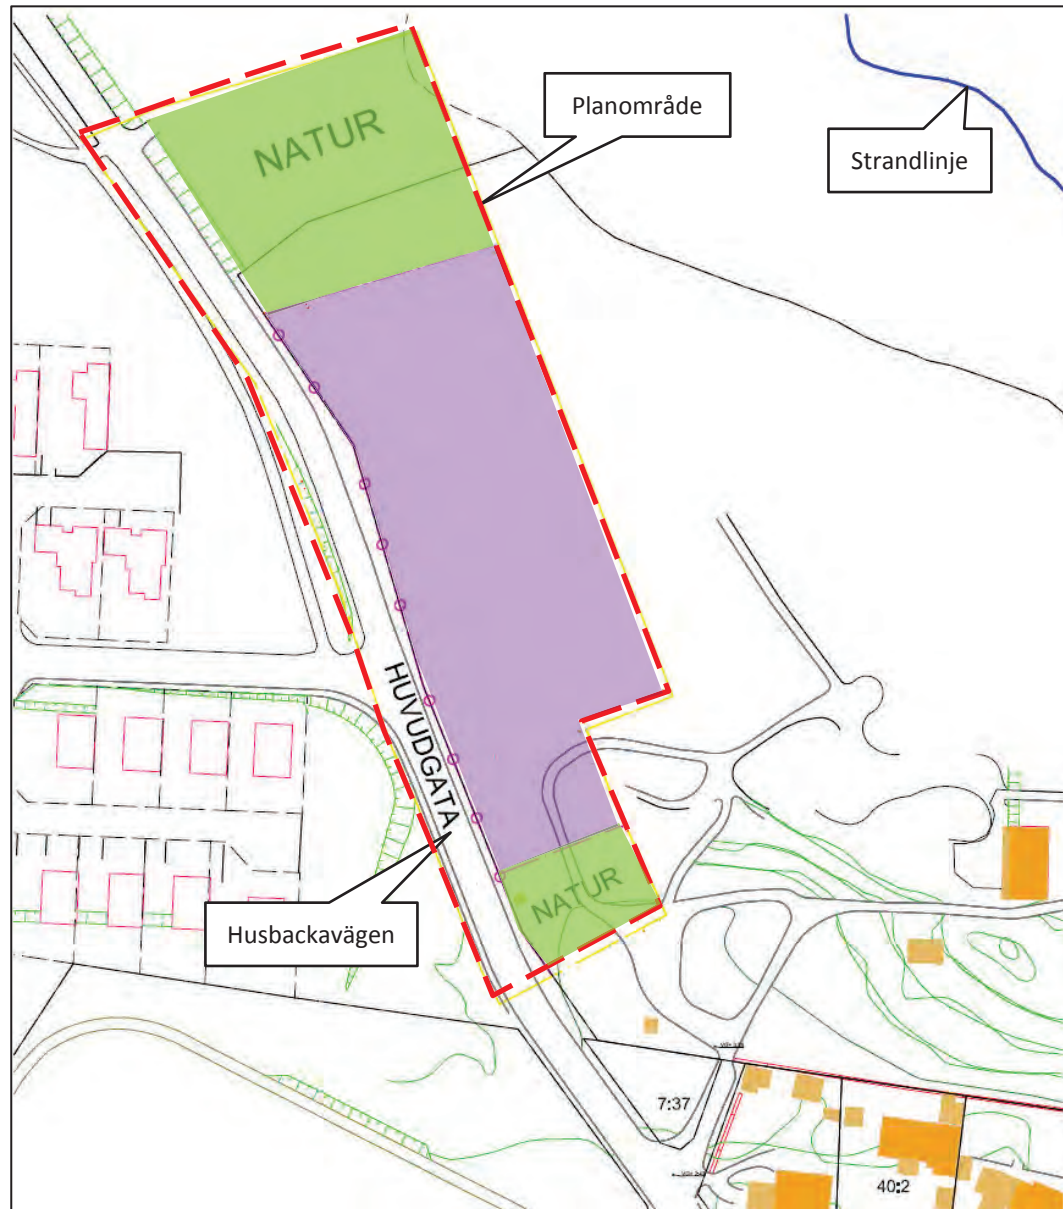 NATUR
Planområde
Strandlinje
HUVUDGATA
NATUR
Husbackavägen
7:37
40:2